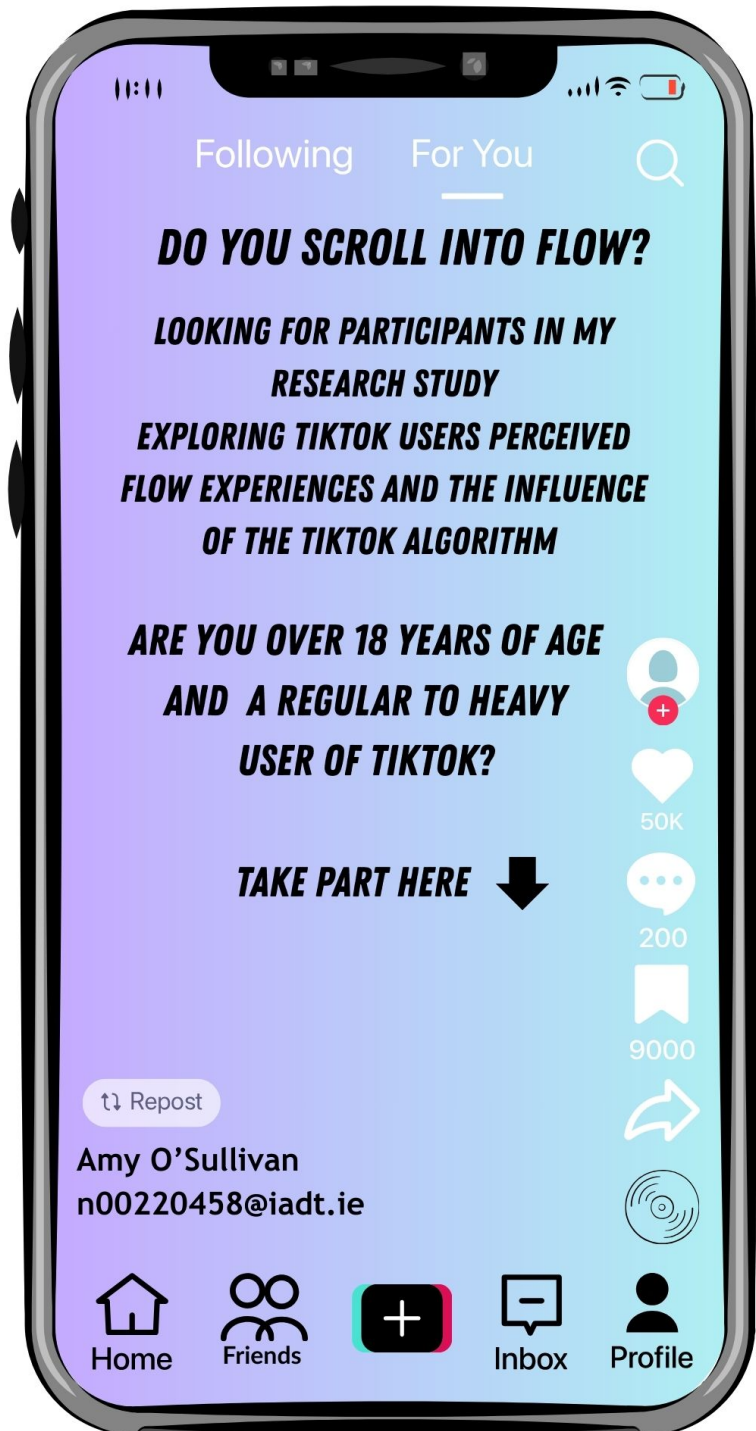 11:11
Following For You
DO YOU SCROLL INTO FLOW?
LOOKING FOR PARTICIPANTS IN MY
RESEARCH STUDY
EXPLORING TIKTOK USERS PERCEIVED
FLOW EXPERIENCES AND THE INFLUENCE
OF THE TIKTOK ALGORITHM
ARE YOU OVER 18 YEARS OF AGE
AND A REGULAR TO HEAVY
USER OF TIKTOK?
50K
TAKE PART HERE
200
9000
Repost
Amy O'Sullivan
n00220458@iadt.ie
Home Friends Inbox Profile